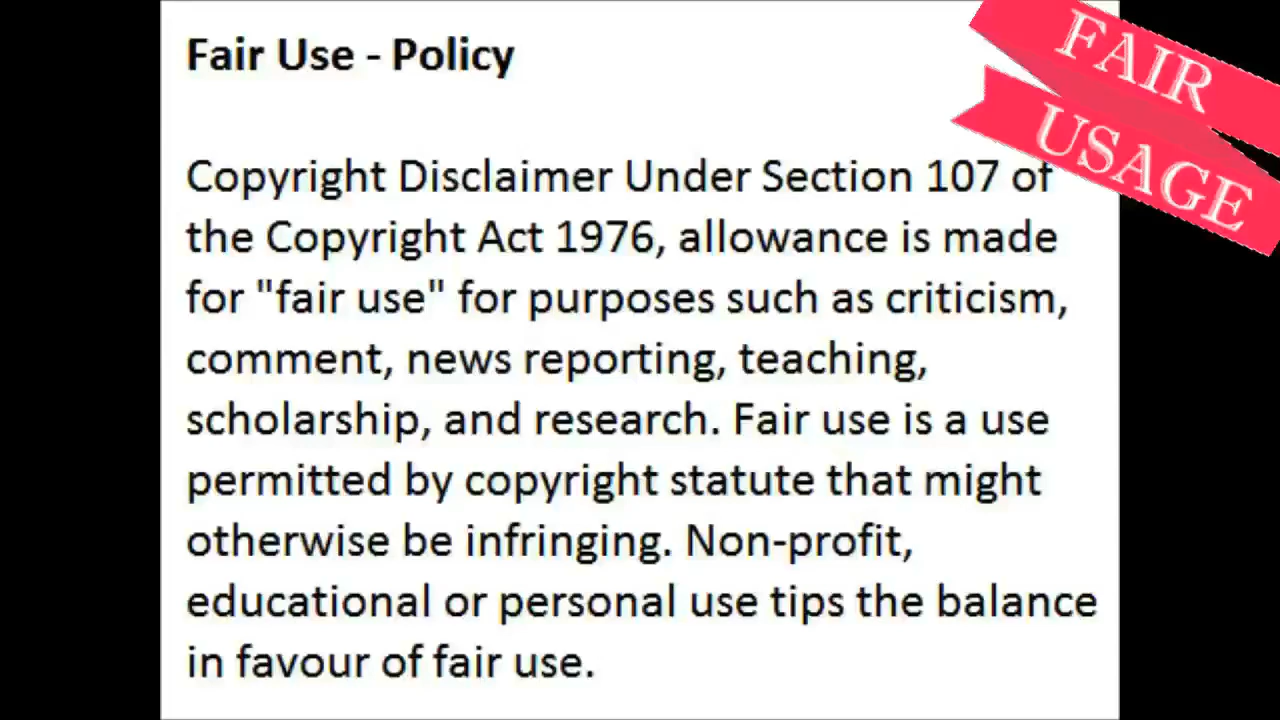 Fair Use - Policy
FAIR
USAGE
Copyright Disclaimer Under Section 107 of
the Copyright Act 1976, allowance is made
for "fair use" for purposes such as criticism,
comment, news reporting, teaching,
scholarship, and research. Fair use is a use
permitted by copyright statute that might
otherwise be infringing. Non-profit,
educational or personal use tips the balance
in favour of fair use.